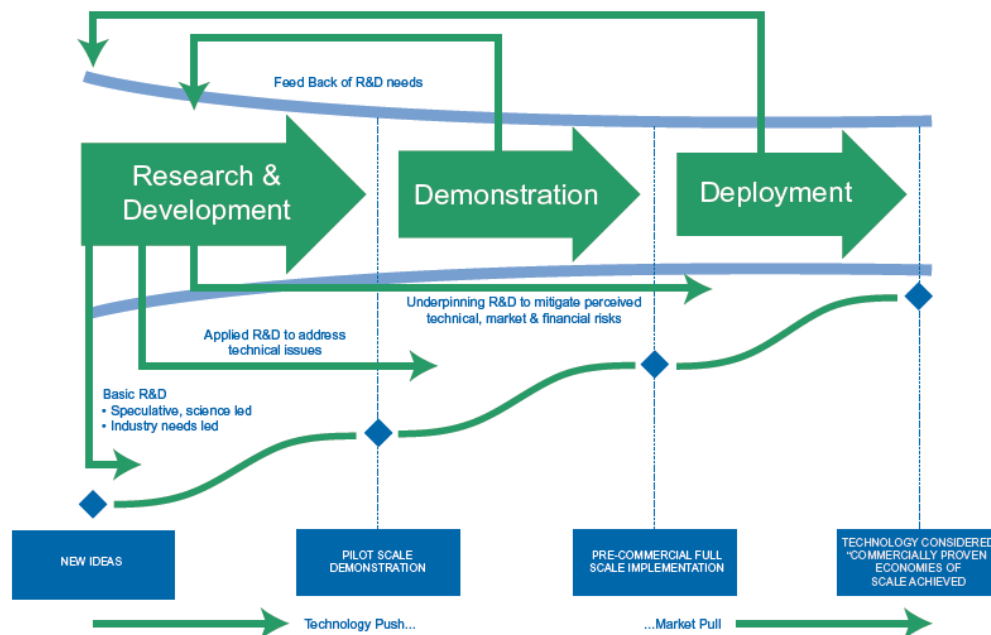 Feed Back of R&D needs
Research &
Development
Demonstration
Deployment
Underpinning R&D to mitigate perceived
technical, market & financial risks
Applied R&D to address
technical issues
Basic R&D
• Speculative, science led
• Industry needs led
NEW IDEAS
PILOT SCALE
DEMONSTRATION
PRE-COMMERCIAL FULL
SCALE IMPLEMENTATION
TECHNOLOGY CONSIDERED
"COMMERCIALLY PROVEN
ECONOMIES OF
SCALE ACHIEVED
Technology Push...
...Market Pull